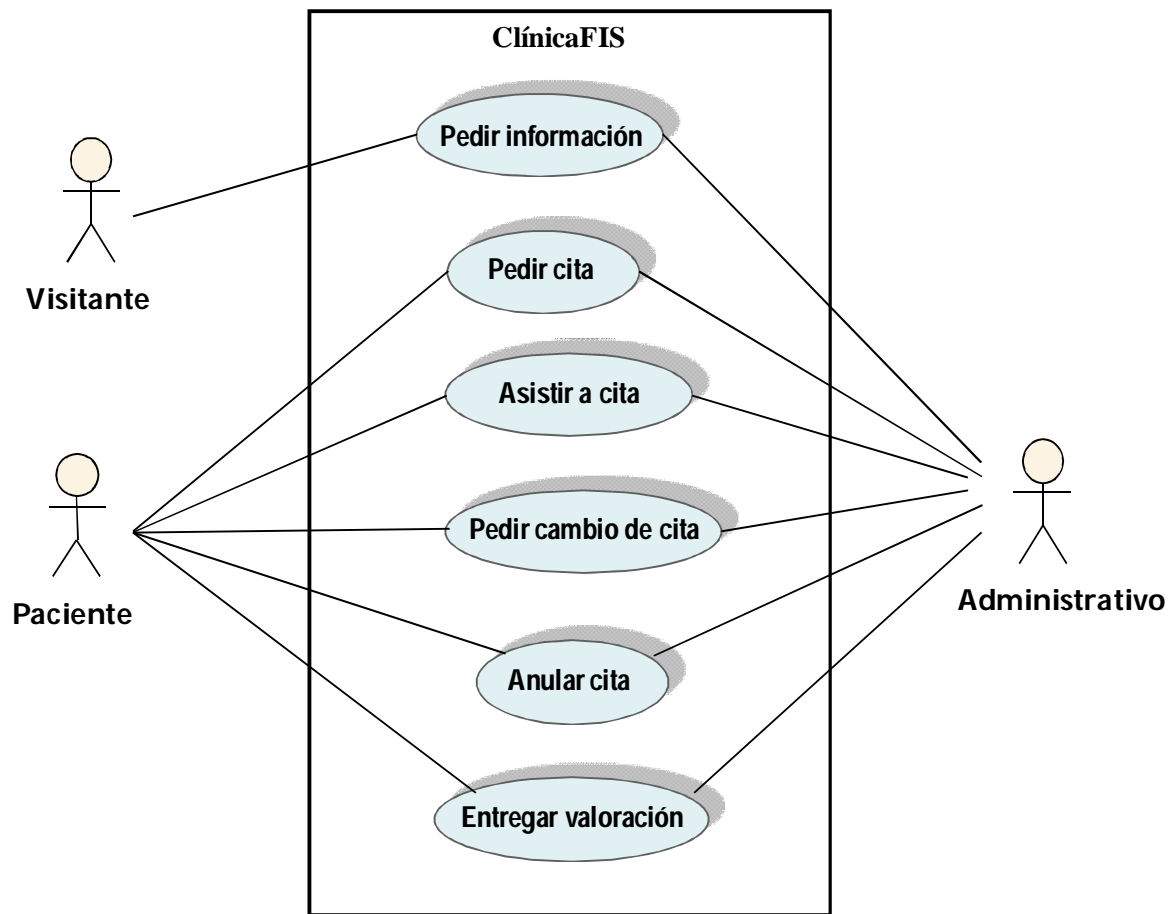 ClínicaFIS
Pedir información
Visitante
Pedir cita
Asistir a cita
Paciente
Pedir cambio de cita
Administrativo
Anular cita
Entregar valoración